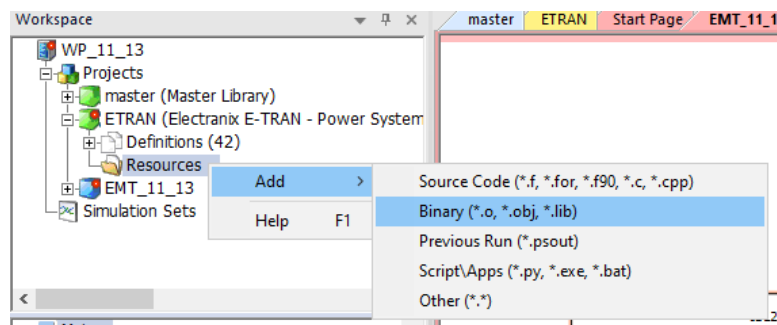 Workspace
master ETRAN Start Page EMT_11_1
WP_11_13
Projects
master (Master Library)
ETRAN (Electranix E-TRAN - Power System
Definitions (42)
Resources
EMT_11_13
Simulation Sets
Add
Help F1
Source Code (*.f, *.for, *.f90, *.c, *.cpp)
Binary (*.o, *.obj, *.lib)
Previous Run (*.psout)
Script\Apps (*.py, *.exe, *.bat)
Other (*.*)